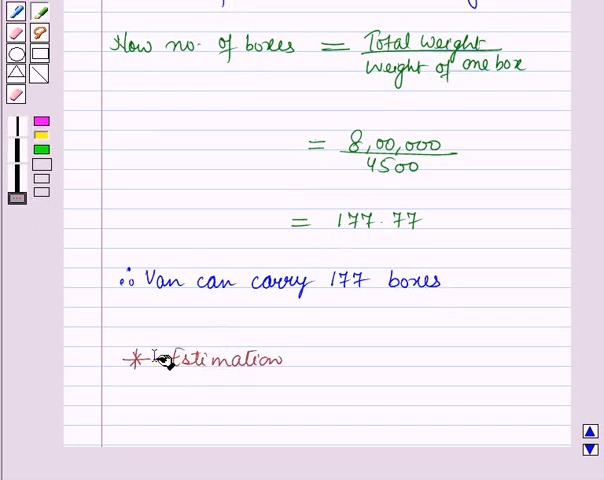 Now no. of boxes = Total weight
Weight of one box
= 8,00,000
4500
= 177.77
∴ Van can carry 177 boxes
* Estimation